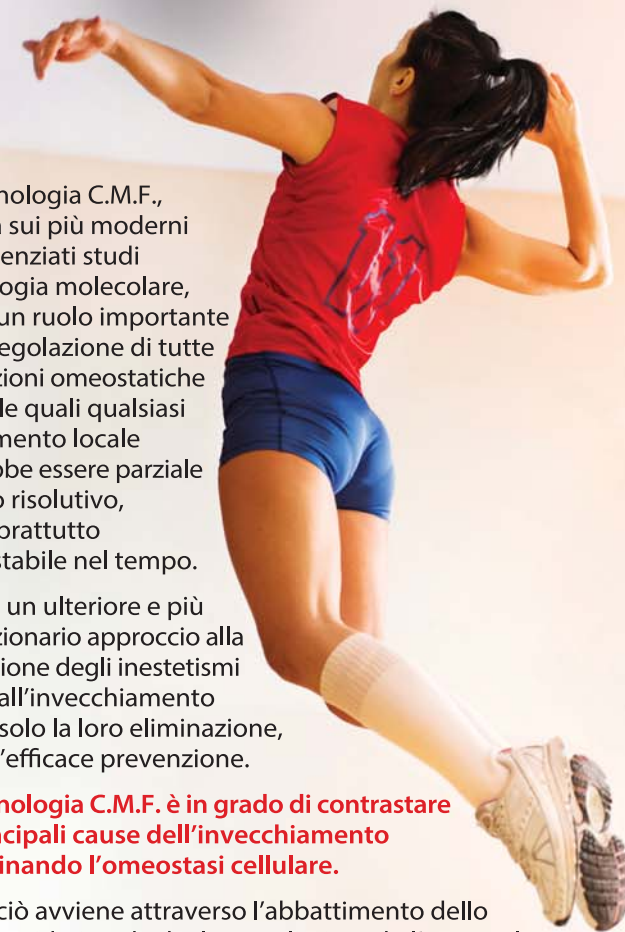 nologia C.M.F.,
sui più moderni
enziati studi
logia molecolare,
un ruolo importante
egolazione di tutte
zioni omeostatiche
le quali qualsiasi
mento locale
bbe essere parziale
o risolutivo,
prattutto
stabile nel tempo.
un ulteriore e più
zionario approccio alla
ione degli inestetismi
all’invecchiamento
solo la loro eliminazione,
l’efficace prevenzione.
nologia C.M.F. è in grado di contrastare
ncipali cause dell’invecchiamento
inando l’omeostasi cellulare.
ciò avviene attraverso l’abbattimento dello